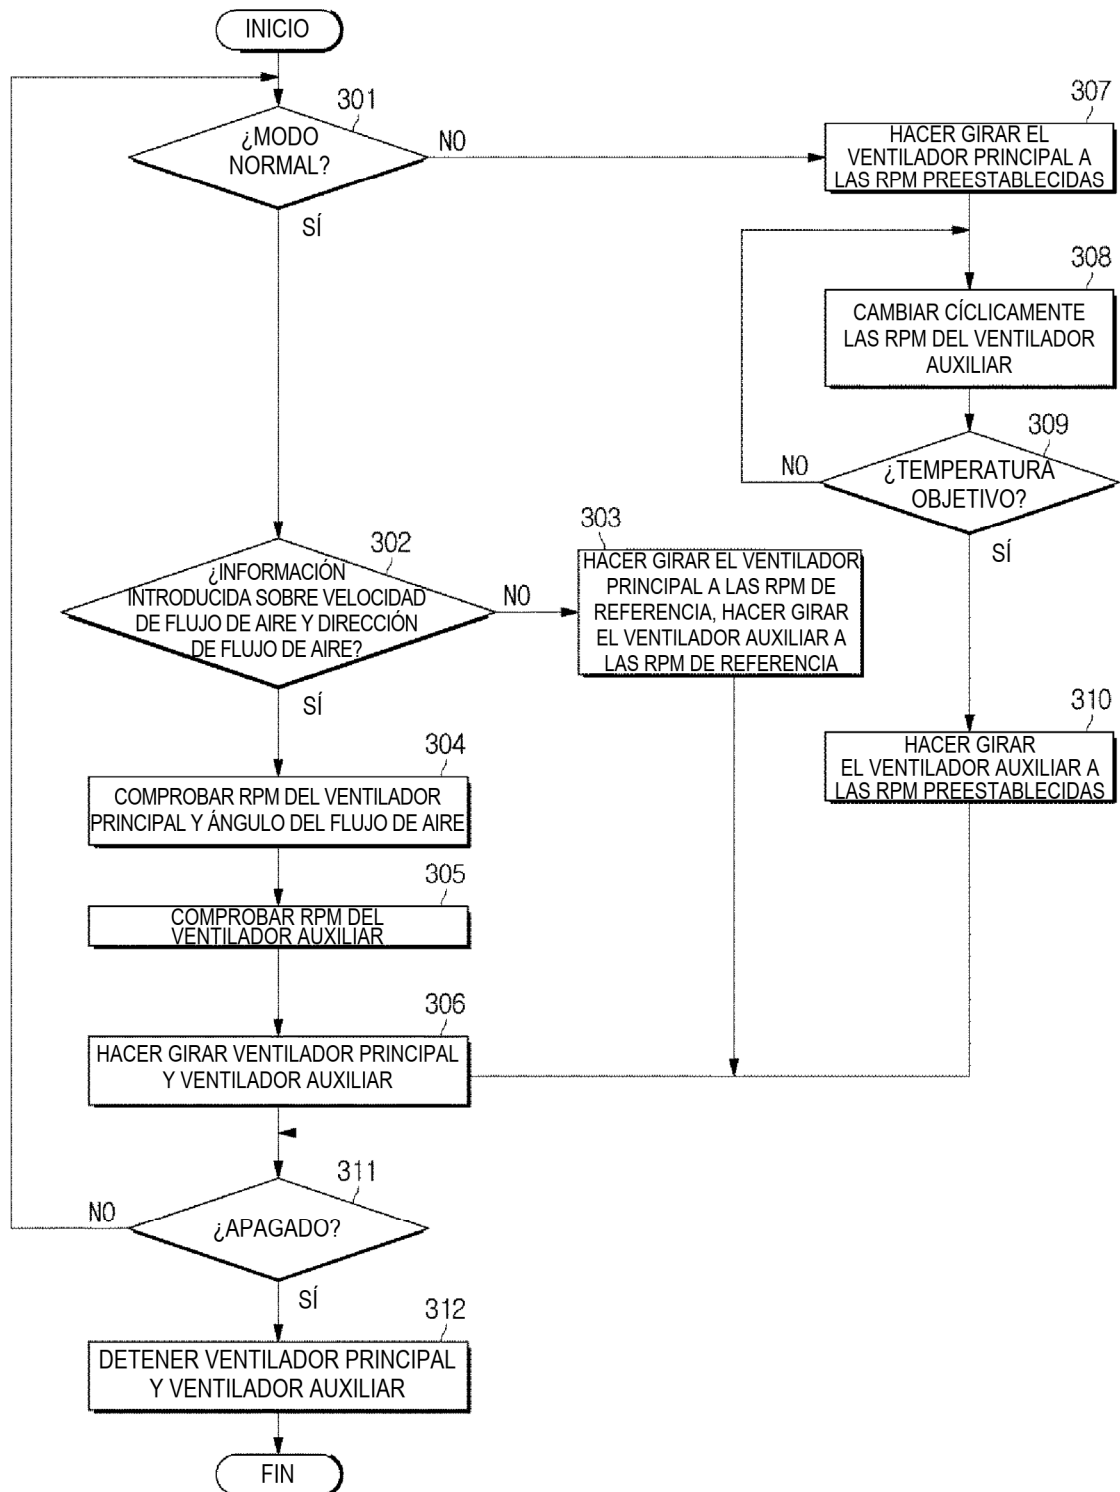 INICIO
301
¿MODO
NORMAL?
NO
SÍ
307
HACER GIRAR EL
VENTILADOR PRINCIPAL A
LAS RPM PREESTABLECIDAS
308
CAMBIAR CÍCLICAMENTE
LAS RPM DEL VENTILADOR
AUXILIAR
309
¿TEMPERATURA
OBJETIVO?
NO
SÍ
302
¿INFORMACIÓN
INTRODUCIDA SOBRE VELOCIDAD
DE FLUJO DE AIRE Y DIRECCIÓN
DE FLUJO DE AIRE?
NO
SÍ
303
HACER GIRAR EL VENTILADOR
PRINCIPAL A LAS RPM DE
REFERENCIA, HACER GIRAR
EL VENTILADOR AUXILIAR A
LAS RPM DE REFERENCIA
310
HACER GIRAR
EL VENTILADOR AUXILIAR A
LAS RPM PREESTABLECIDAS
304
COMPROBAR RPM DEL VENTILADOR
PRINCIPAL Y ÁNGULO DEL FLUJO DE AIRE
305
COMPROBAR RPM DEL
VENTILADOR AUXILIAR
306
HACER GIRAR VENTILADOR PRINCIPAL
Y VENTILADOR AUXILIAR
311
¿APAGADO?
NO
SÍ
312
DETENER VENTILADOR PRINCIPAL
Y VENTILADOR AUXILIAR
FIN